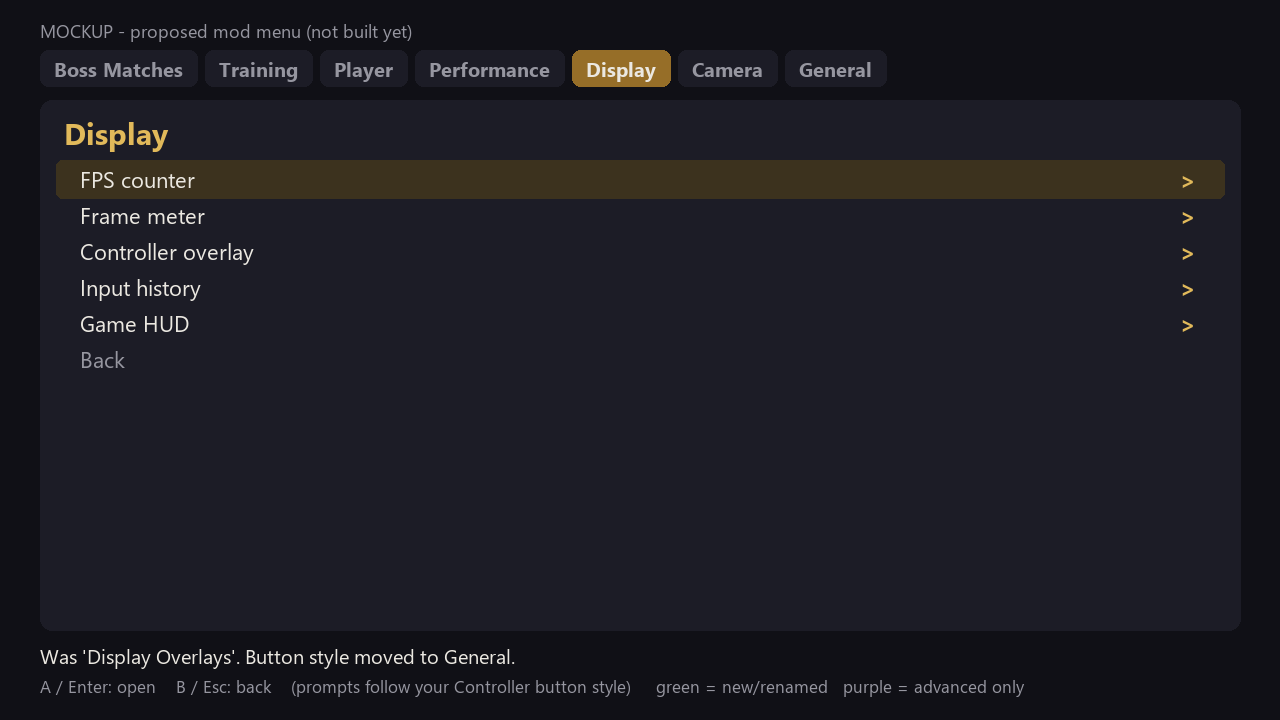 MOCKUP - proposed mod menu (not built yet)
Boss Matches Training Player Performance Display Camera General
Display
FPS counter >
Frame meter >
Controller overlay >
Input history >
Game HUD >
Back
Was 'Display Overlays'. Button style moved to General.
A / Enter: open B / Esc: back (prompts follow your Controller button style) green = new/renamed purple = advanced only